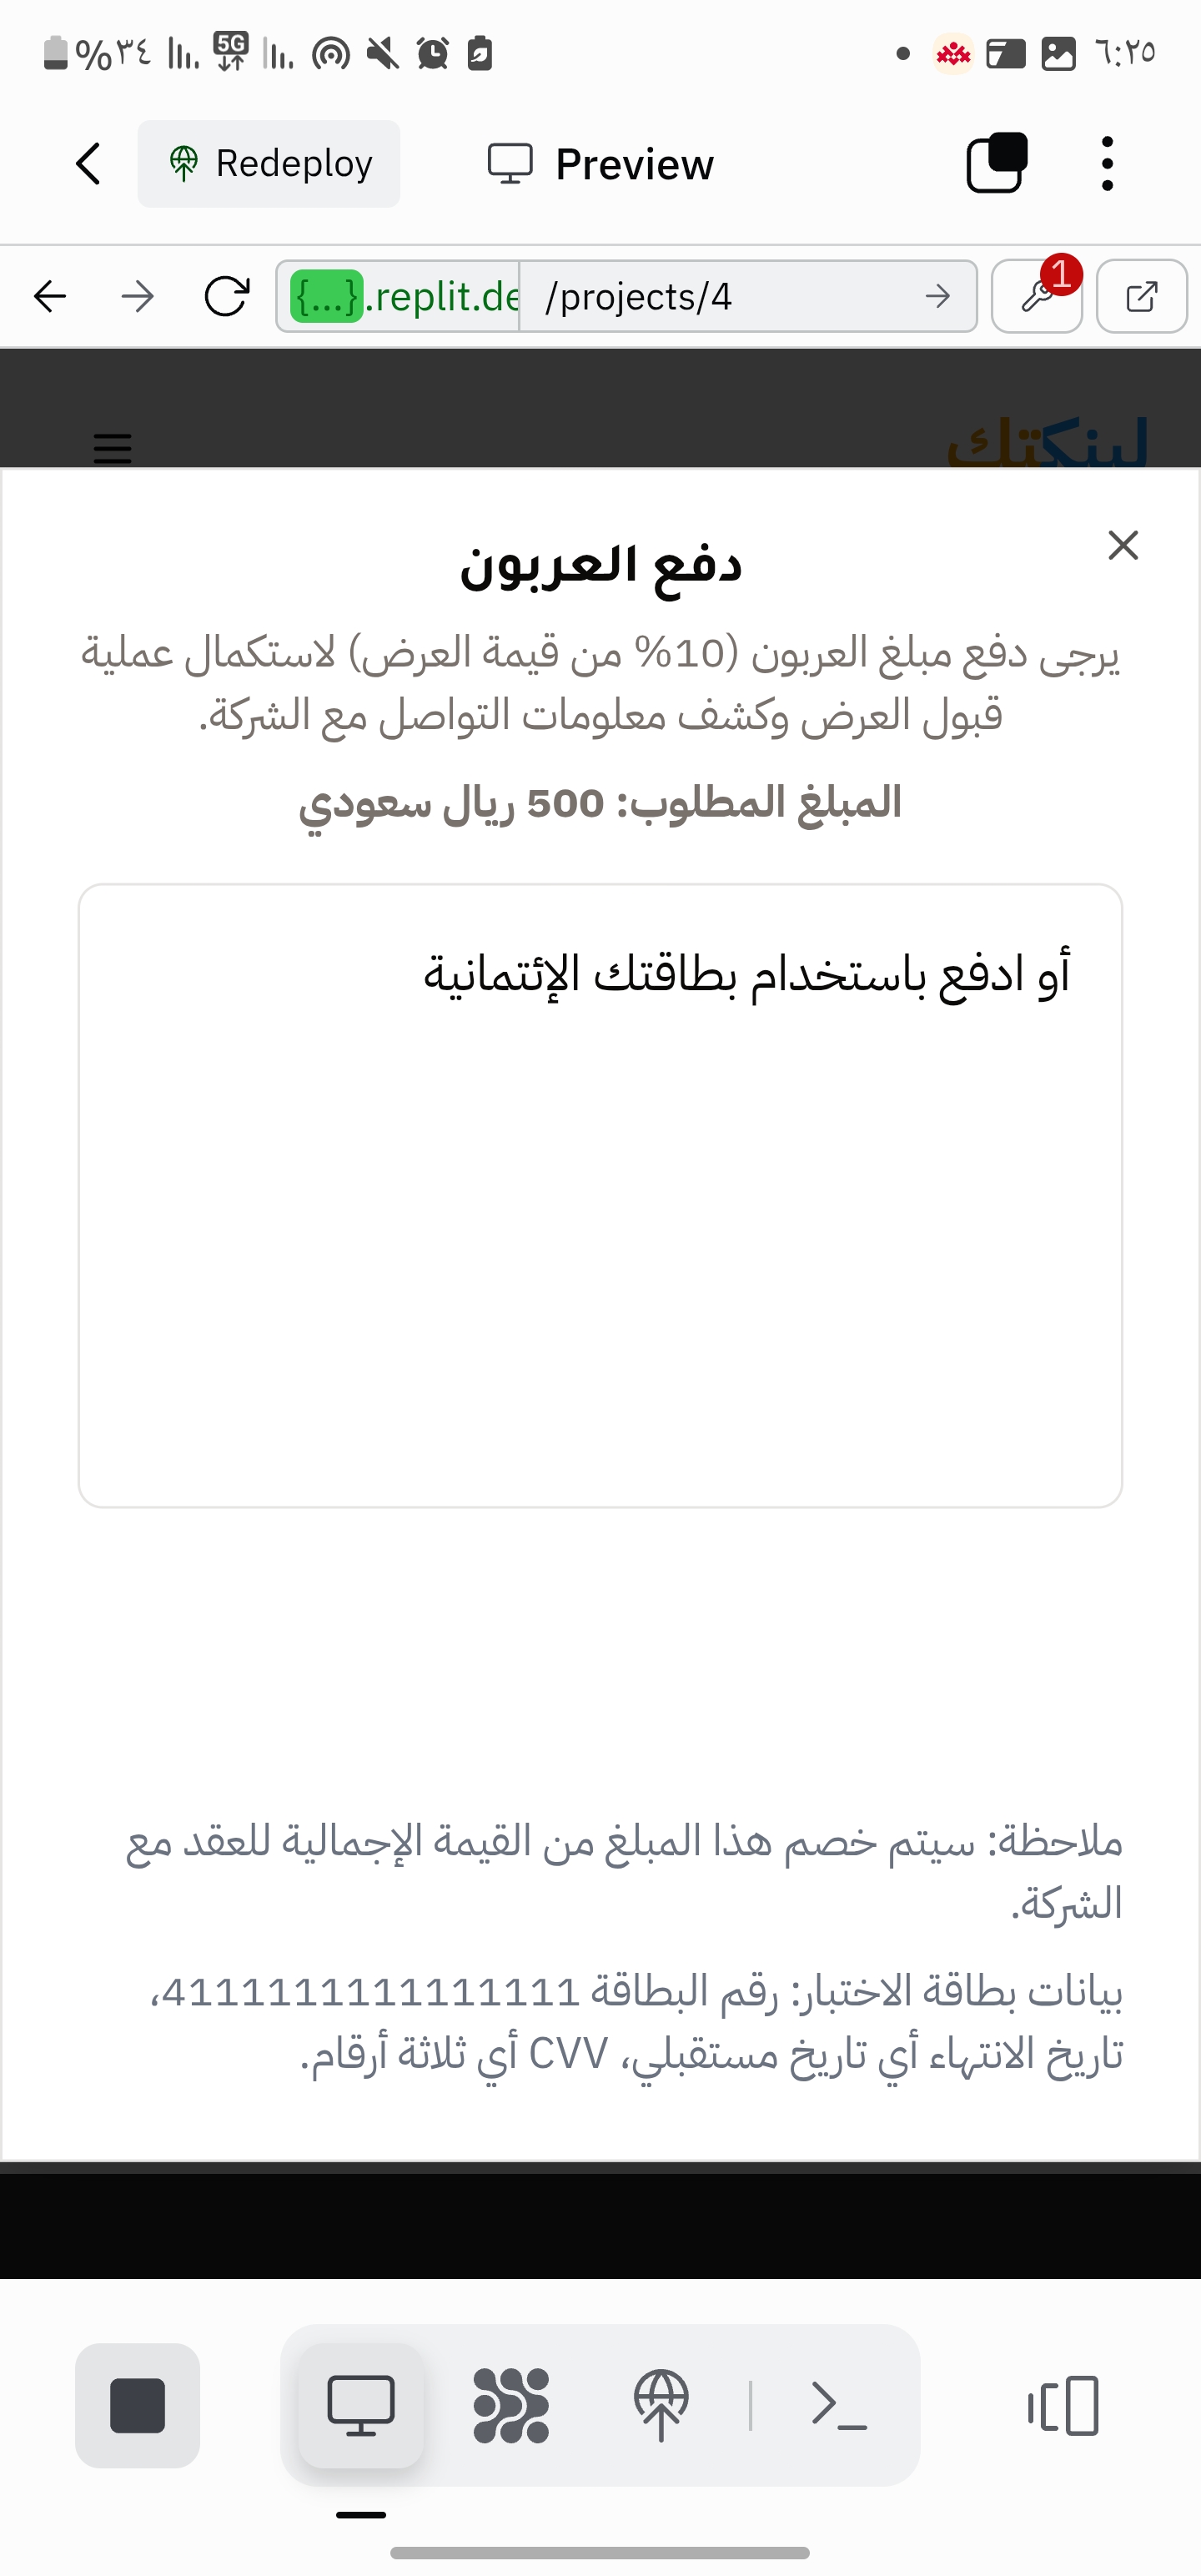 %٣٤
5G
٦:٢٥
Redeploy
Preview
{...}.replit.de
/projects/4
1
لينكتك
دفع العربون
يرجى دفع مبلغ العربون (10% من قيمة العرض) لاستكمال عملية
قبول العرض وكشف معلومات التواصل مع الشركة.
المبلغ المطلوب: 500 ريال سعودي
أو ادفع باستخدام بطاقتك الإئتمانية
ملاحظة: سيتم خصم هذا المبلغ من القيمة الإجمالية للعقد مع
الشركة.
بيانات بطاقة الاختبار: رقم البطاقة 4111111111111111،
تاريخ الانتهاء أي تاريخ مستقبلي، CVV أي ثلاثة أرقام.